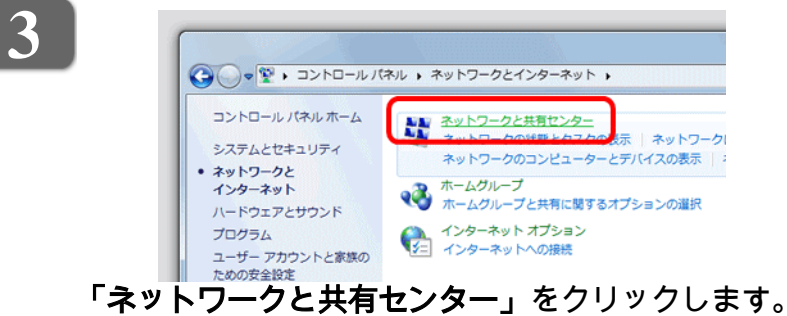 3
コントロール パネル ▸ ネットワークとインターネット ▸
コントロール パネル ホーム
システムとセキュリティ
• ネットワークと
インターネット
ハードウェアとサウンド
プログラム
ユーザー アカウントと家族の
ための安全設定
ネットワークと共有センター
ネットワークの状態とタスクの表示 | ネットワーク
ネットワークのコンピューターとデバイスの表示 |
ホームグループ
ホームグループと共有に関するオプションの選択
インターネット オプション
インターネットへの接続
「ネットワークと共有センター」をクリックします。